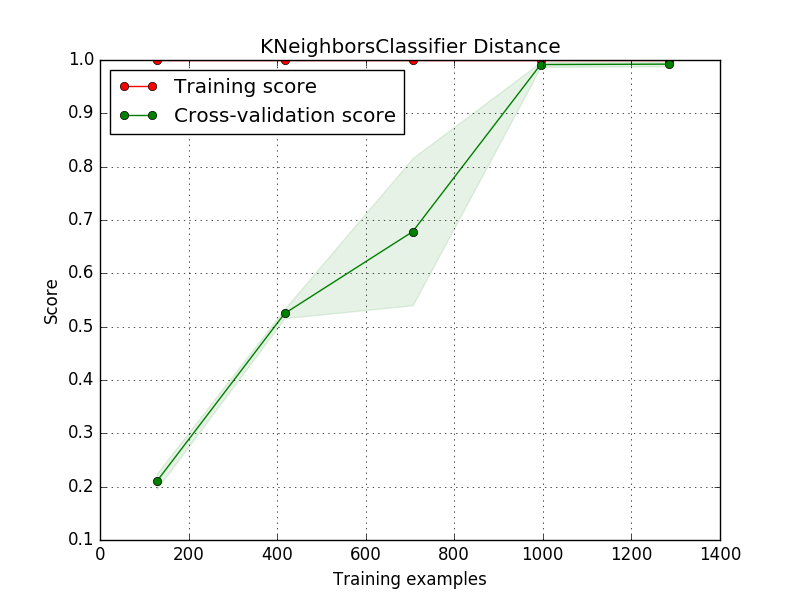 KNeighborsClassifier Distance
1.0
Training score
Cross-validation score
0.9
0.8
0.7
0.6
0.5
0.4
0.3
0.2
0.1
Score
0 200 400 600 800 1000 1200 1400
Training examples